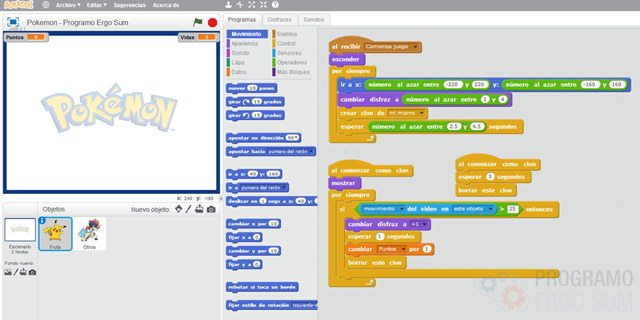 SCRATCH Archivo Editar Sugerencias Acerca de
Pokemon - Programo Ergo Sum
Puntos
Vidas
Pokémon
X: 240 Y: -180
Objetos Nuevo objeto:
Escenario
2 fondos
Fondo nuevo:
Fruta
Otros
Programas Disfraces Sonidos
Movimiento Eventos
Apariencia Control
Sonido Sensores
Lápiz Operadores
Datos Más Bloques
mover 10 pasos
girar 15 grados
girar 15 grados
apuntar en dirección 90
apuntar hacia puntero del ratón
ir a x: 40 y: 160
ir a puntero del ratón
deslizar en 1 segs a x: 40 y:
cambiar x por 10
fijar x a 0
cambiar y por 10
fijar y a 0
rebotar si toca un borde
fijar estilo de rotación izquierda-d
al recibir Comienza juego
esconder
por siempre
ir a x: número al azar entre -220 y 220 y: número al azar entre -160 y 160
cambiar disfraz a número al azar entre 1 y 4
crear clon de mí mismo
esperar número al azar entre 2.5 y 4.5 segundos
al comenzar como clon
mostrar
por siempre
si movimiento del video en este objeto > 25 entonces
cambiar disfraz a +1
esperar 1 segundos
cambiar Puntos por 1
borrar este clon
al comenzar como clon
esperar 3 segundos
borrar este clon
PROGRAMO
ERGO SUM